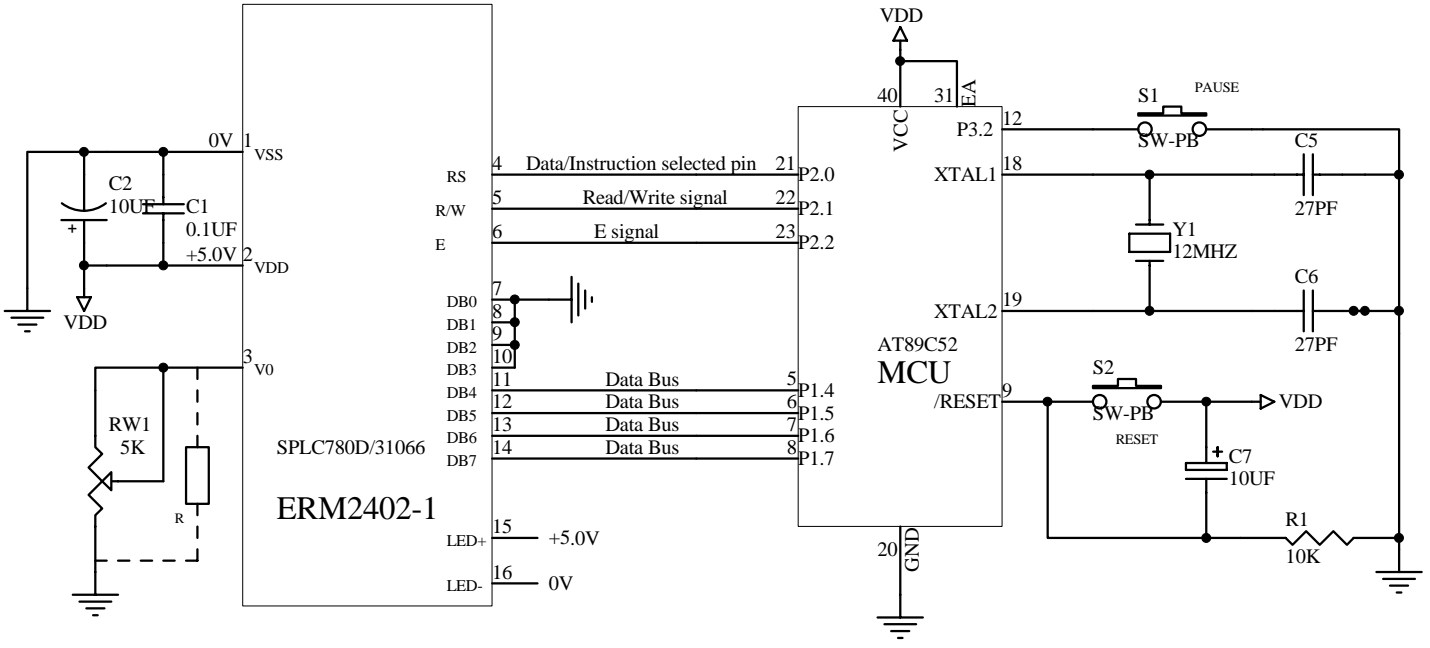 0V
1
VSS
C2
10UF
+
C1
0.1UF
+5.0V
2
VDD
VDD
3
V0
RW1
5K
R
SPLC780D/31066
ERM2402-1
RS
4
Data/Instruction selected pin
21
P2.0
R/W
5
Read/Write signal
22
P2.1
E
6
E signal
23
P2.2
DB0
7
DB1
8
DB2
9
DB3
10
DB4
11
Data Bus
5
P1.4
DB5
12
Data Bus
6
P1.5
DB6
13
Data Bus
7
P1.6
DB7
14
Data Bus
8
P1.7
LED+
15
+5.0V
LED-
16
0V
VDD
40
VCC
31
EA
P3.2
12
S1
PAUSE
SW-PB
XTAL1
18
C5
27PF
Y1
12MHZ
XTAL2
19
C6
27PF
AT89C52
MCU
/RESET
9
S2
SW-PB
RESET
VDD
+
C7
10UF
R1
10K
20
GND